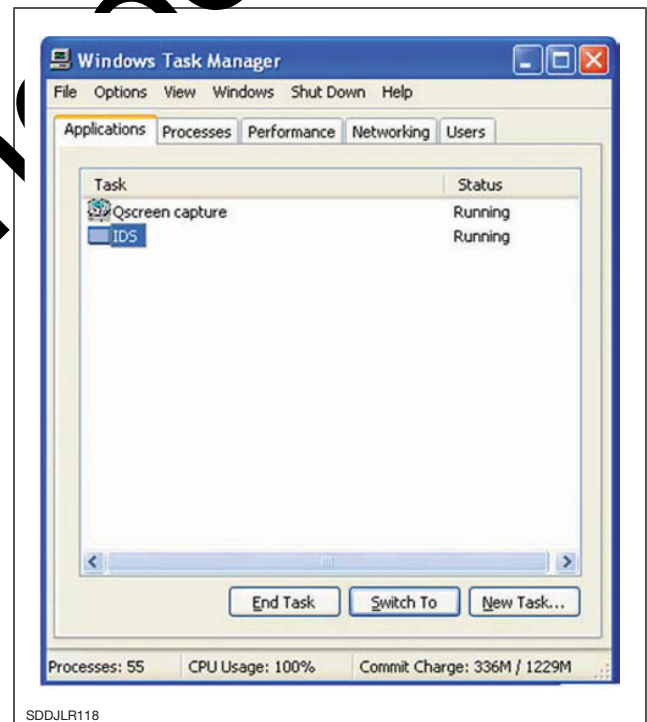 Windows Task Manager
File Options View Windows Shut Down Help
Applications Processes Performance Networking Users
Task Status
Qscreen capture Running
IDS Running
End Task Switch To New Task...
Processes: 55 CPU Usage: 100% Commit Charge: 336M / 1229M
SDDJLR118